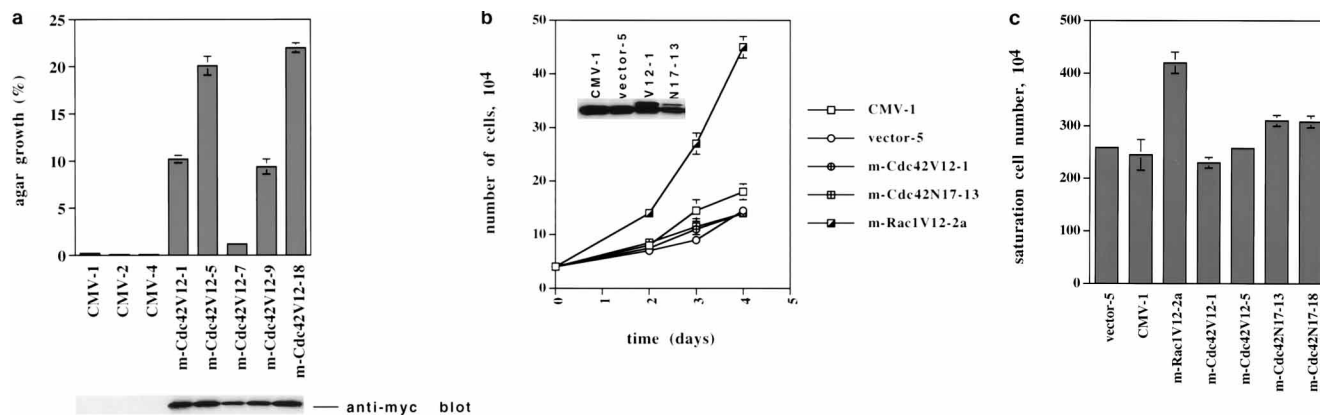 a
agar growth (%)
25
20
15
10
5
0
CMV-1
CMV-2
CMV-4
m-Cdc42V12-1
m-Cdc42V12-5
m-Cdc42V12-7
m-Cdc42V12-9
m-Cdc42V12-18
anti-myc blot
b
number of cells, 10⁴
50
40
30
20
10
0
CMV-1
vector-5
V12-1
N17-13
0
1
2
3
4
5
time (days)
CMV-1
vector-5
m-Cdc42V12-1
m-Cdc42N17-13
m-Rac1V12-2a
c
saturation cell number, 10⁴
500
400
300
200
100
0
vector-5
CMV-1
m-Rac1V12-2a
m-Cdc42V12-1
m-Cdc42V12-5
m-Cdc42N17-13
m-Cdc42N17-18